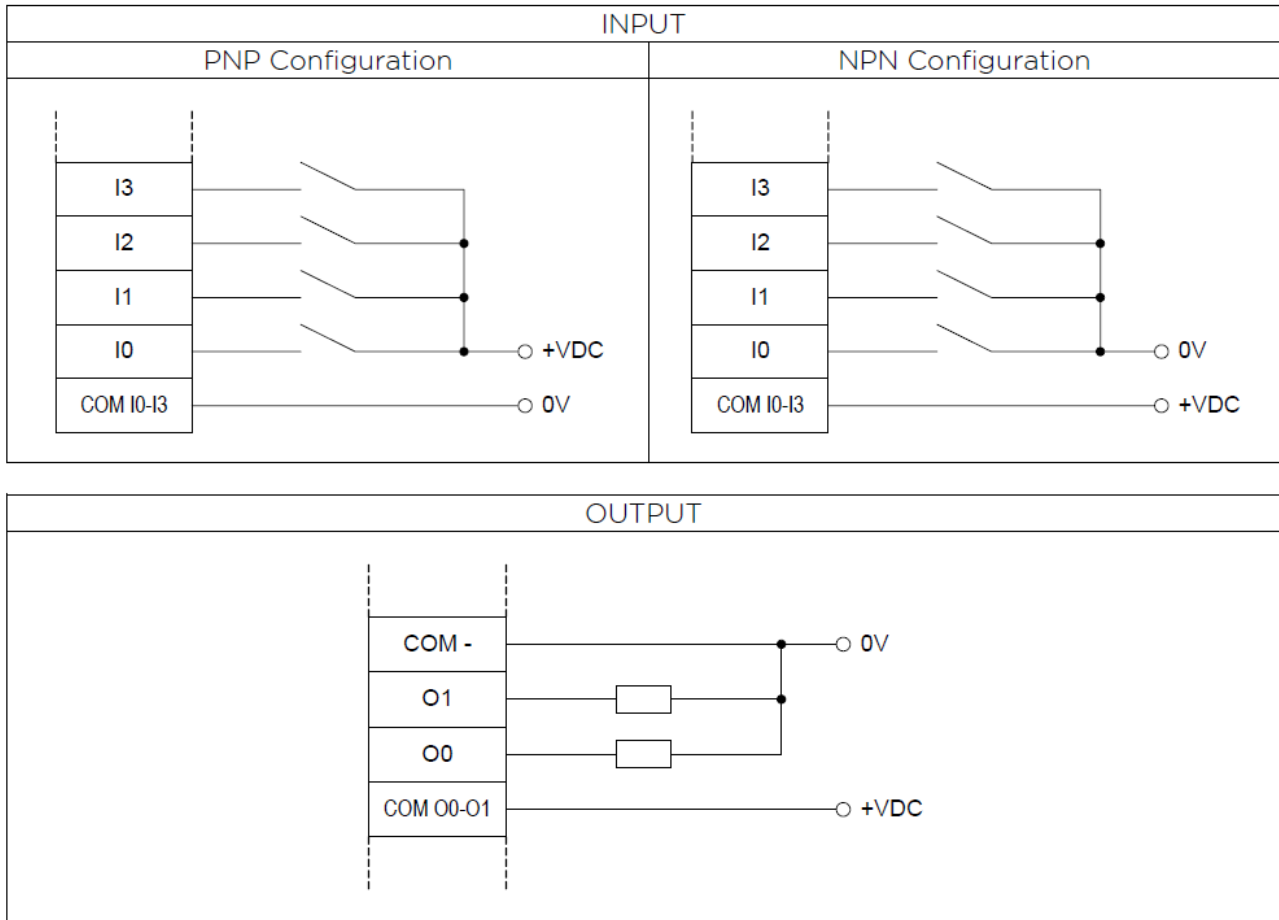 INPUT
PNP Configuration
NPN Configuration
I3
I2
I1
I0
+VDC
COM I0-I3
0V
I3
I2
I1
I0
0V
COM I0-I3
+VDC
OUTPUT
COM -
0V
O1
O0
COM O0-O1
+VDC